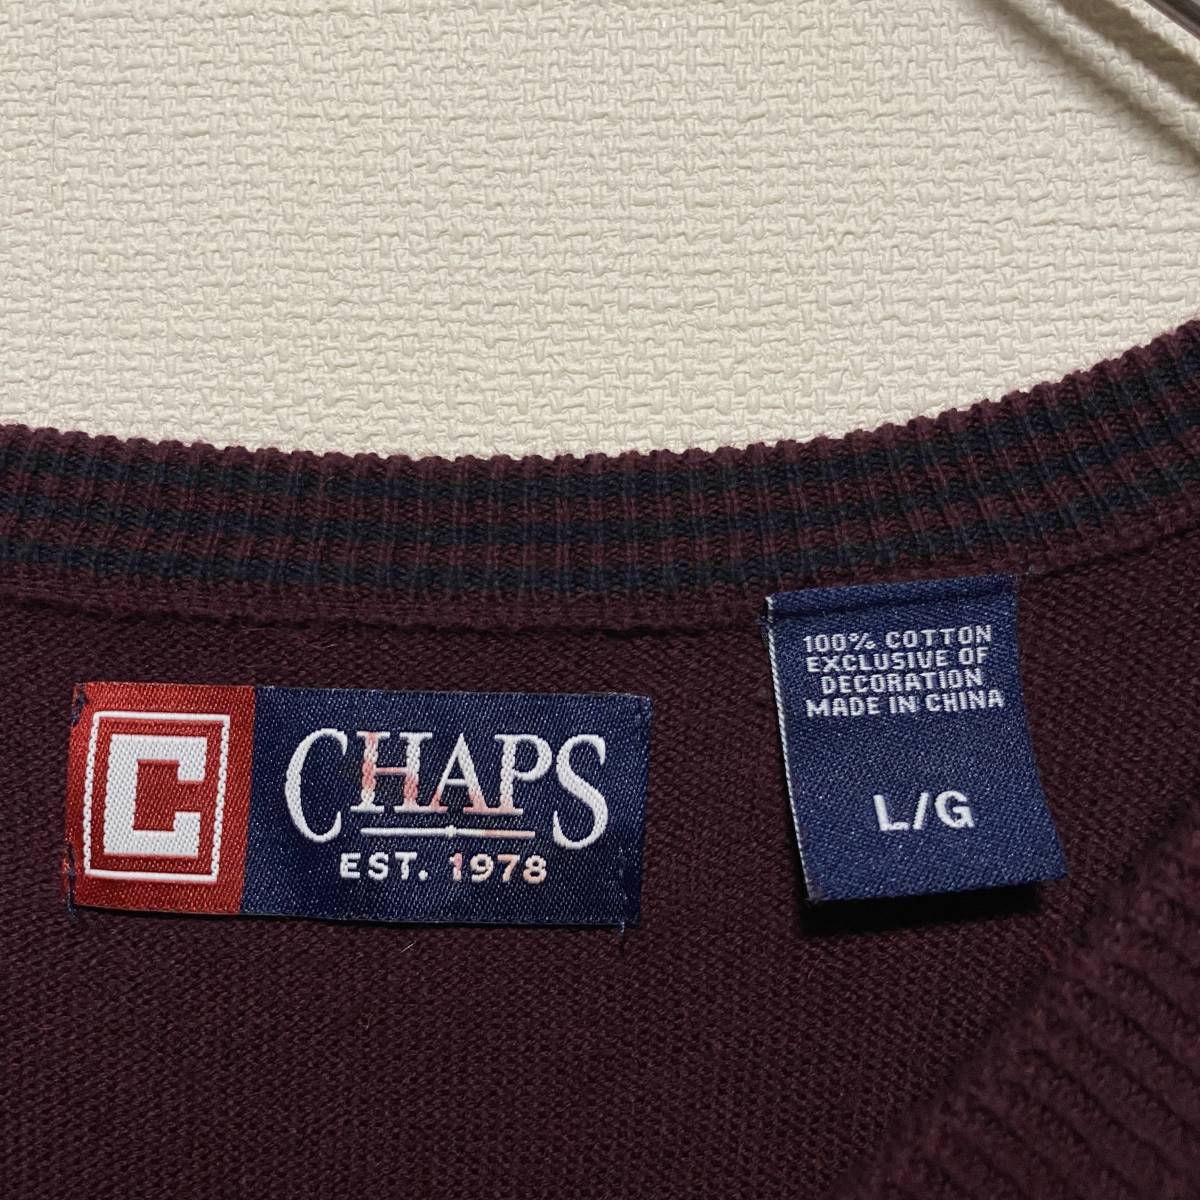 C
CHAPS
EST. 1978
100% COTTON
EXCLUSIVE OF
DECORATION
MADE IN CHINA
L/G